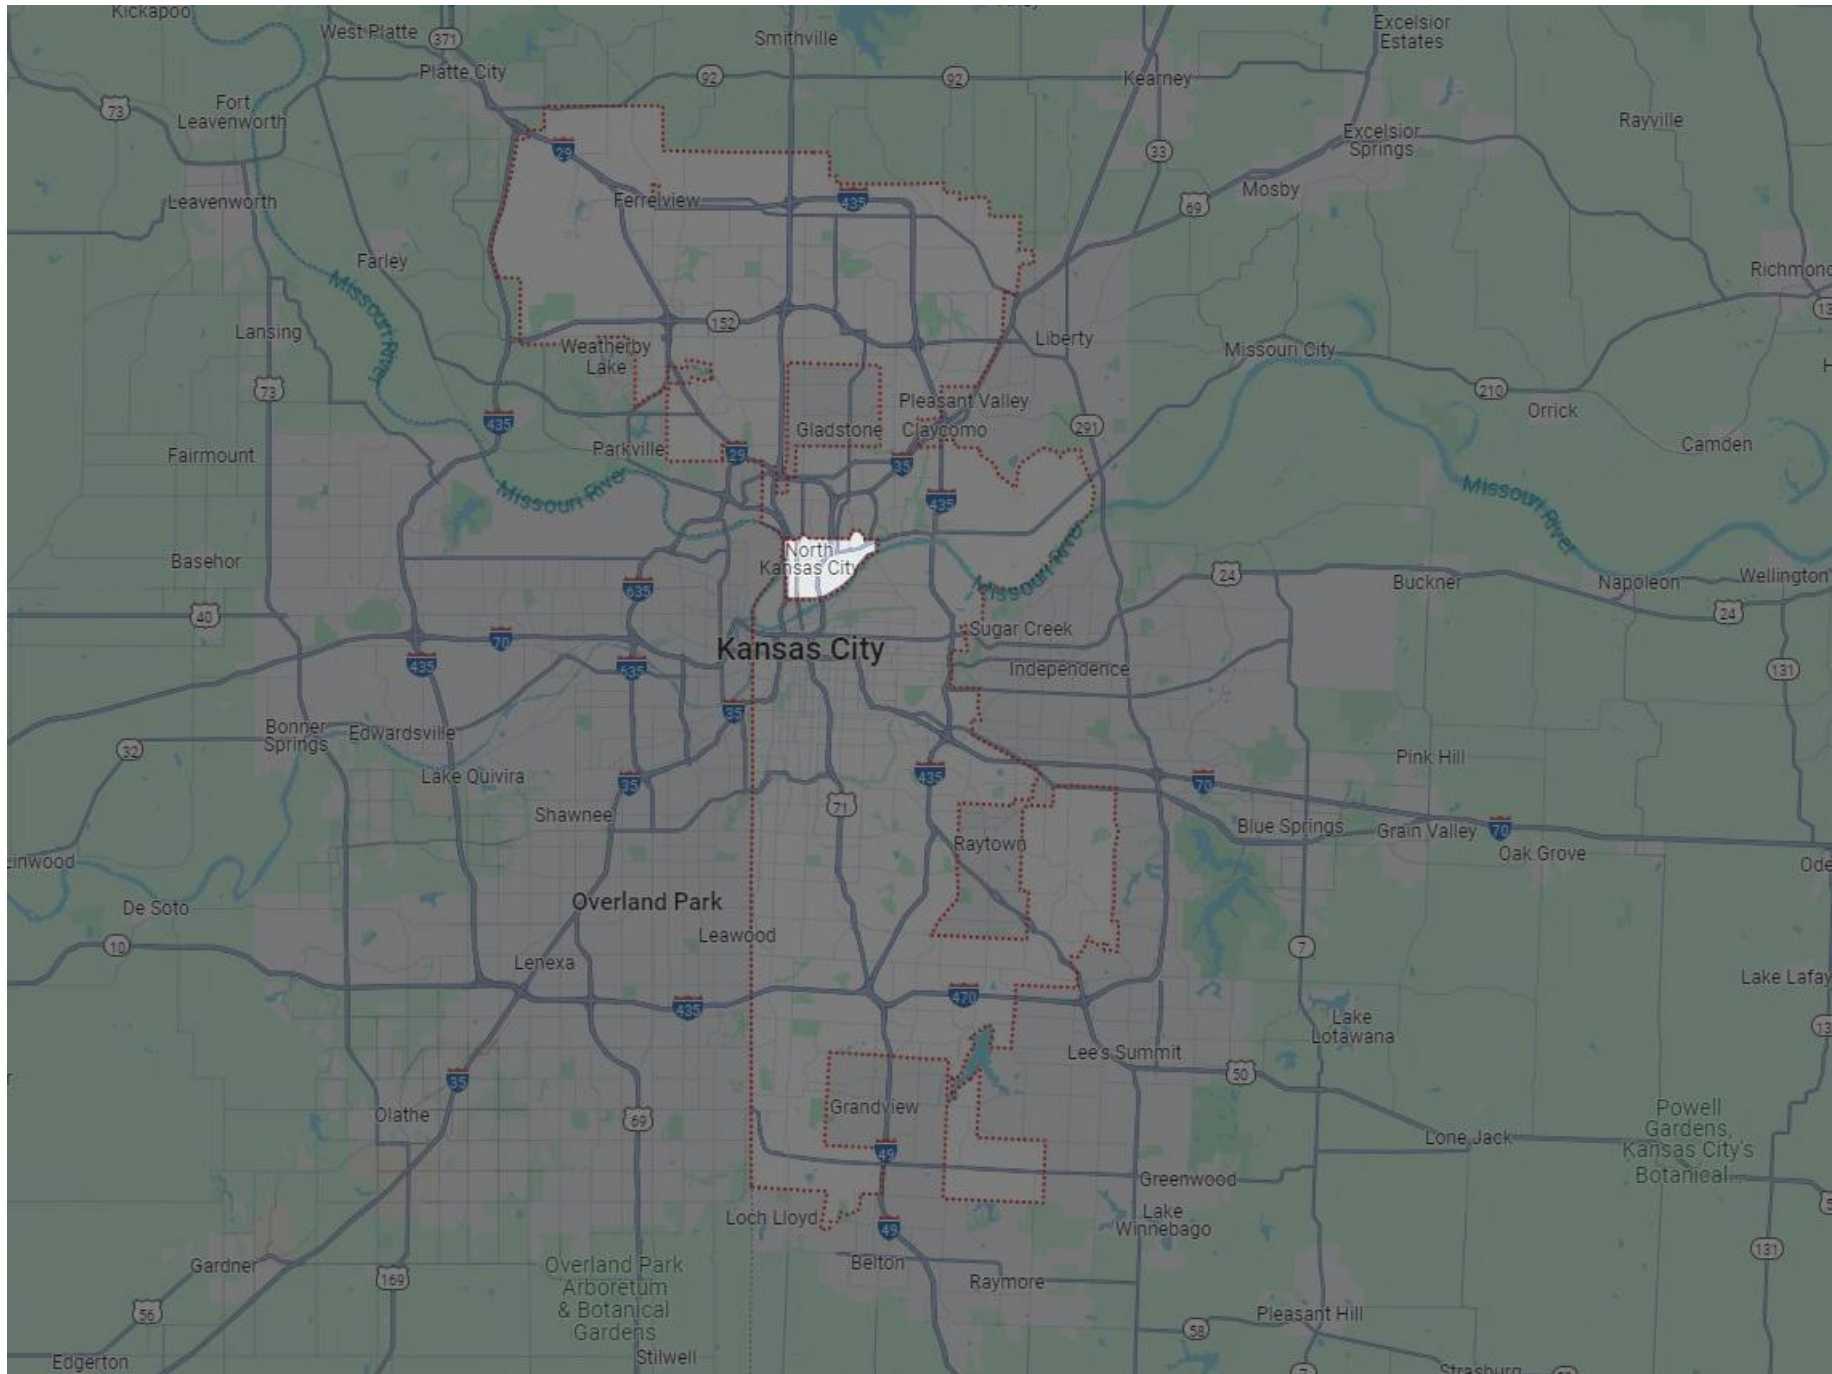 Kickapoo
West Platte
371
Smithville
Excelsior
Estates
Platte City
92
92
Kearney
73
Fort
Leavenworth
Rayville
29
33
Excelsior
Springs
Leavenworth
Ferrelview
435
69
Mosby
Farley
Missouri River
Richmond
13
Lansing
152
Weatherby
Lake
Liberty
Missouri City
73
210
Orrick
435
Pleasant Valley
Gladstone
Claycomo
291
Camden
Fairmount
Parkville
29
35
Missouri River
435
Missouri River
Basehor
North
Kansas City
Missouri River
24
Buckner
Napoleon
Wellington
635
24
40
Sugar Creek
70
Kansas City
435
635
Independence
131
35
Bonner
Springs
Edwardsville
32
Lake Quivira
435
70
Pink Hill
35
71
Shawnee
Blue Springs
Grain Valley
70
Raytown
Oak Grove
Linwood
Ode
Overland Park
De Soto
Leawood
10
7
Lenexa
Lake Lafay
435
470
Lake
Lotawana
13
Lee's Summit
35
50
Olathe
69
Grandview
Powell
Gardens,
Kansas City's
Botanical...
Lone Jack
49
Greenwood
Loch Lloyd
49
Lake
Winnebago
Gardner
Overland Park
Arboretum
& Botanical
Gardens
Belton
Raymore
131
169
56
58
Pleasant Hill
Edgerton
Stilwell
7
Strasburg